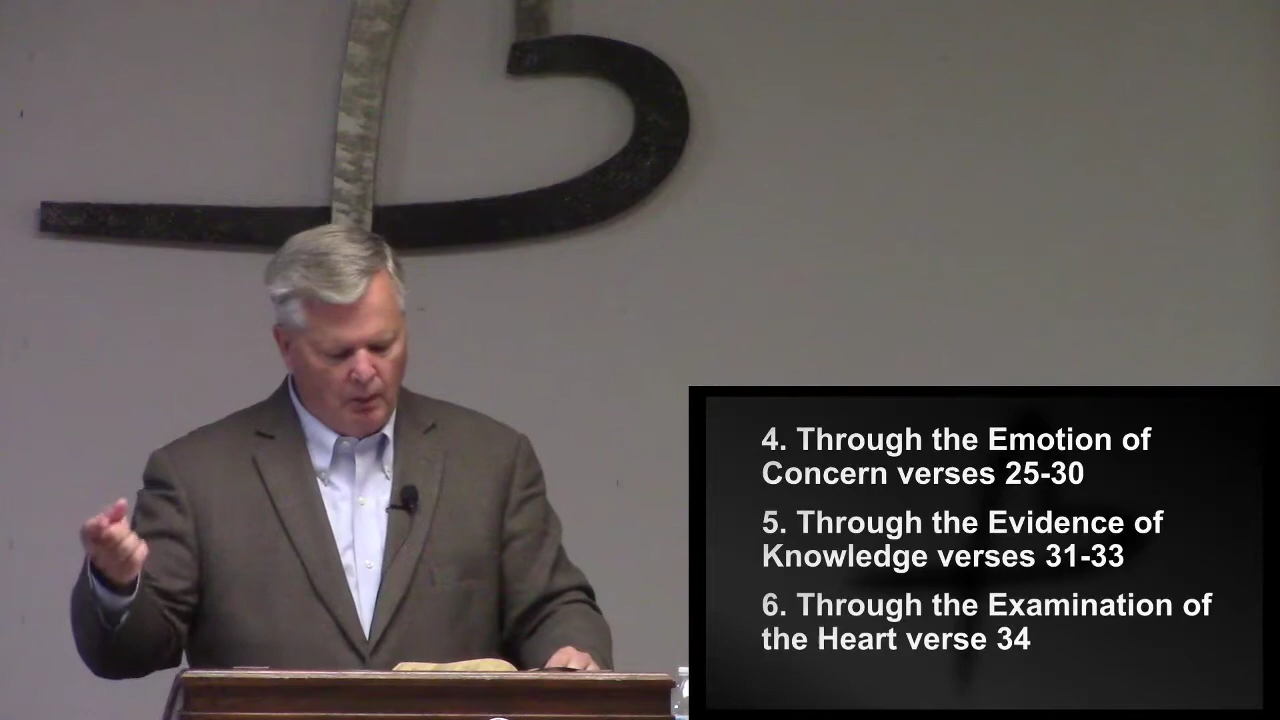 4. Through the Emotion of
Concern verses 25-30
5. Through the Evidence of
Knowledge verses 31-33
6. Through the Examination of
the Heart verse 34